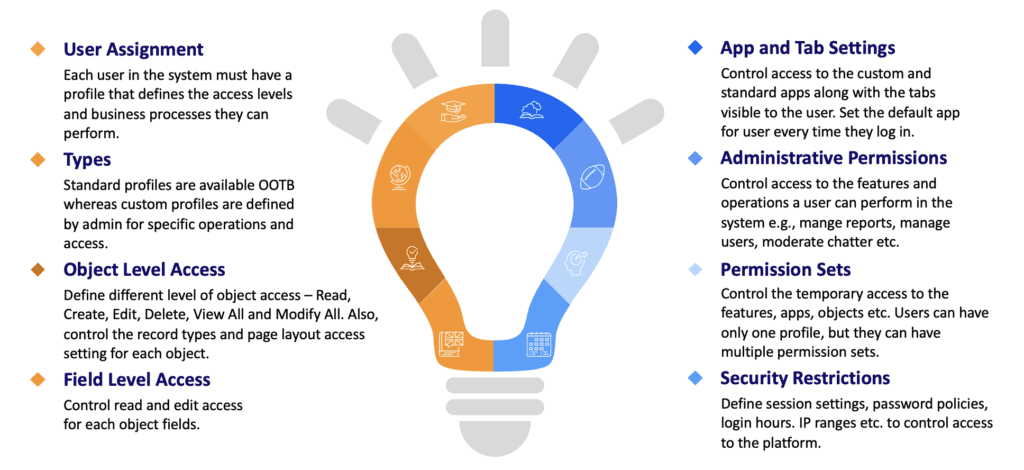 User Assignment
Each user in the system must have a
profile that defines the access levels
and business processes they can
perform.
Types
Standard profiles are available OOTB
whereas custom profiles are defined
by admin for specific operations and
access.
Object Level Access
Define different level of object access – Read,
Create, Edit, Delete, View All and Modify All. Also,
control the record types and page layout access
setting for each object.
Field Level Access
Control read and edit access
for each object fields.
App and Tab Settings
Control access to the custom and
standard apps along with the tabs
visible to the user. Set the default app
for user every time they log in.
Administrative Permissions
Control access to the features and
operations a user can perform in the
system e.g., mange reports, manage
users, moderate chatter etc.
Permission Sets
Control the temporary access to the
features, apps, objects etc. Users can have
only one profile, but they can have
multiple permission sets.
Security Restrictions
Define session settings, password policies,
login hours. IP ranges etc. to control access
to the platform.